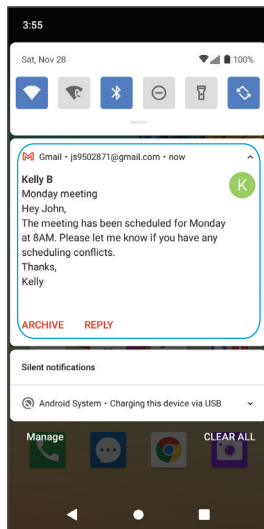 3:55
Sat, Nov 28 100%
Gmail • js9502871@gmail.com • now
Kelly B
K
Monday meeting
Hey John,
The meeting has been scheduled for Monday
at 8AM. Please let me know if you have any
scheduling conflicts.
Thanks,
Kelly
ARCHIVE REPLY
Silent notifications
Android System • Charging this device via USB
Manage CLEAR ALL